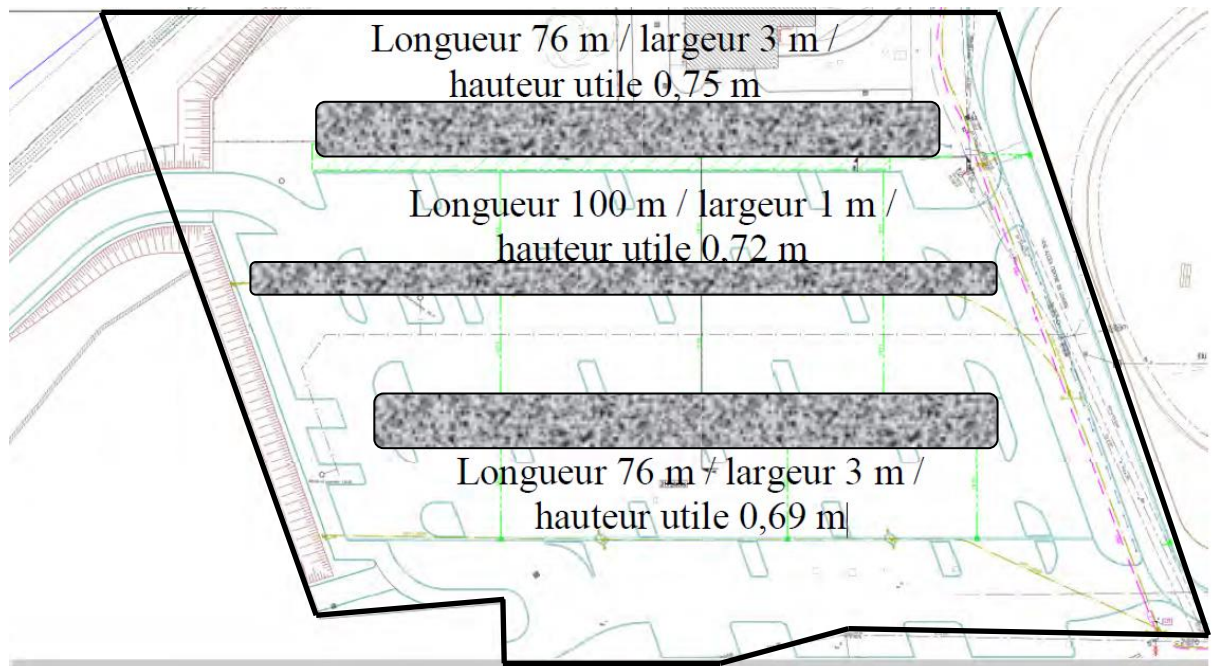 Longueur 76 m / largeur 3 m /
hauteur utile 0,75 m
Longueur 100 m / largeur 1 m /
hauteur utile 0,72 m
Longueur 76 m / largeur 3 m /
hauteur utile 0,69 m